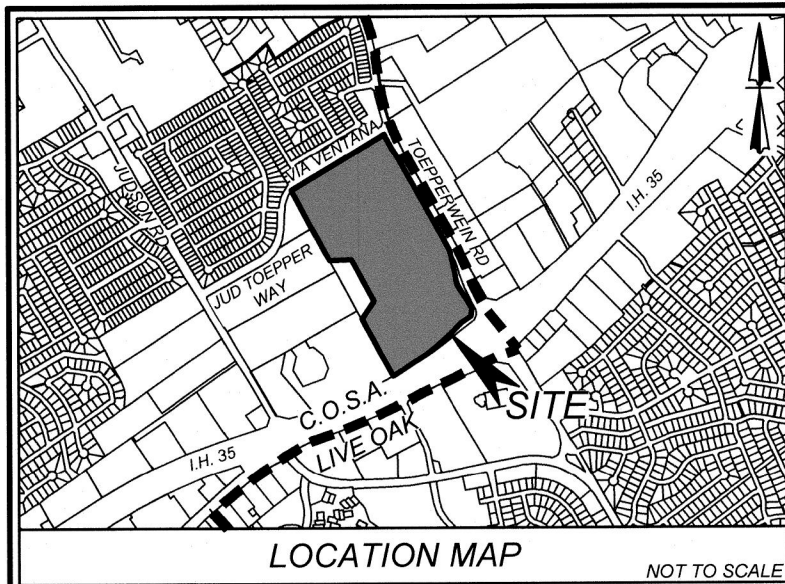 VIA VENTANA
TOEPPERWEIN RD
JUDSON RD
I.H. 35
JUD TOEPPER
WAY
C.O.S.A.
SITE
LIVE OAK
I.H. 35
LOCATION MAP
NOT TO SCALE